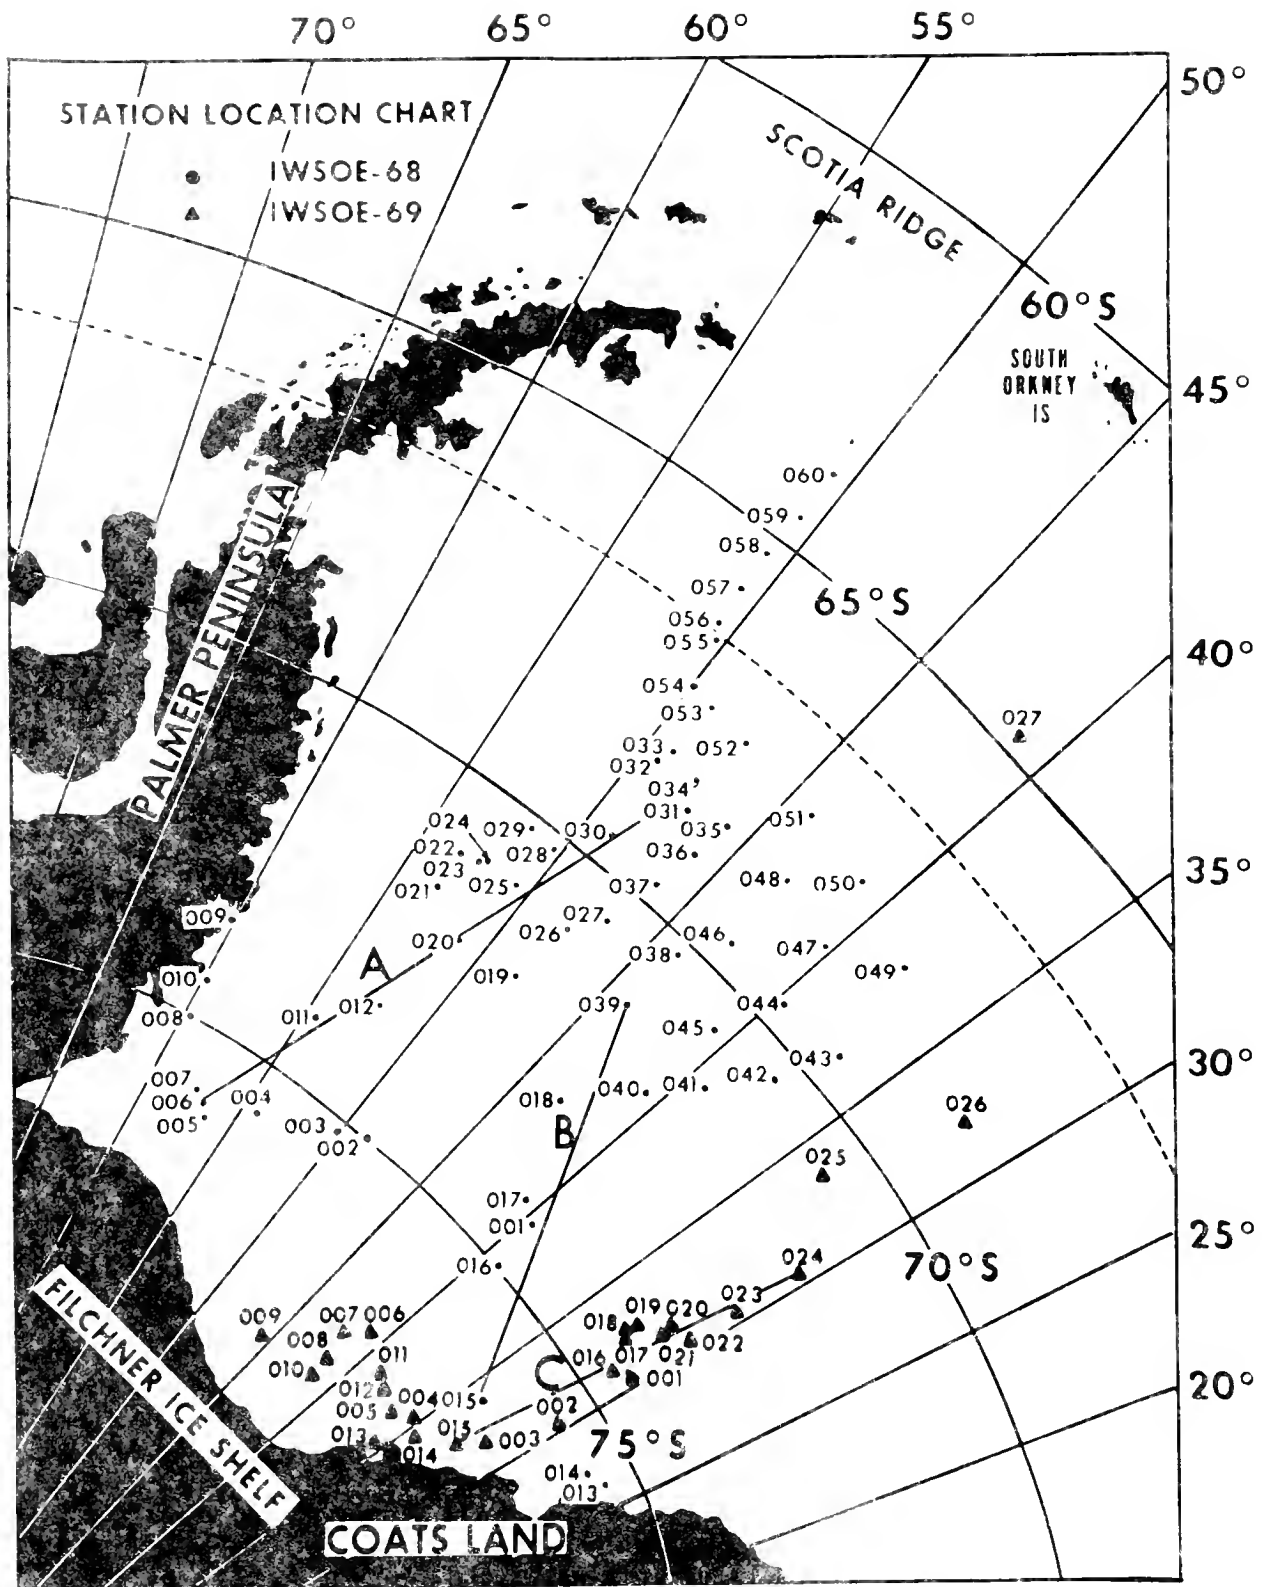 70° 65° 60° 55°
50°
STATION LOCATION CHART
IWSOE-68
IWSOE-69
SCOTIA RIDGE
60°S
SOUTH
ORKNEY
IS
45°
060
059
058
057
65°S
056
055
40°
054
053
027
033 052
032
034
031
024 029 030 035 051
022 028 036
023
021 025 037 048 050
35°
PALMER PENINSULA
009
020 026 027 046
A 038 047
010 019 049
012 039 044
008 011 045
30°
043
007 042
006 004 018 040 041
005 B 026
003
002
025
017
001
25°
016 024 70°S
023
009 007 006 018 019 020
008 022
010 011 016 017 021
012 C 001
20°
005 004 015 002
013 015 003 75°S
014
014
013
FILCHNER ICE SHELF
COATS LAND